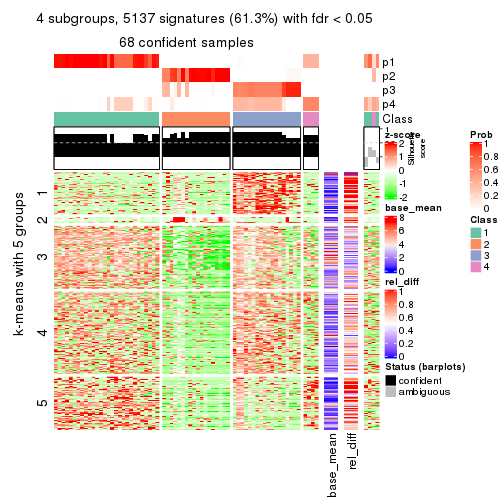 4 subgroups, 5137 signatures (61.3%) with fdr < 0.05
68 confident samples
p1
p2
p3
p4
Class
1
Silhouette
score
k-means with 5 groups
1
2
3
4
5
base_mean
rel_diff
z-score
2
1
0
-1
-2
base_mean
8
6
4
2
0
rel_diff
1
0.8
0.6
0.4
0.2
0
Status (barplots)
confident
ambiguous
Prob
1
0.8
0.6
0.4
0.2
0
Class
1
2
3
4